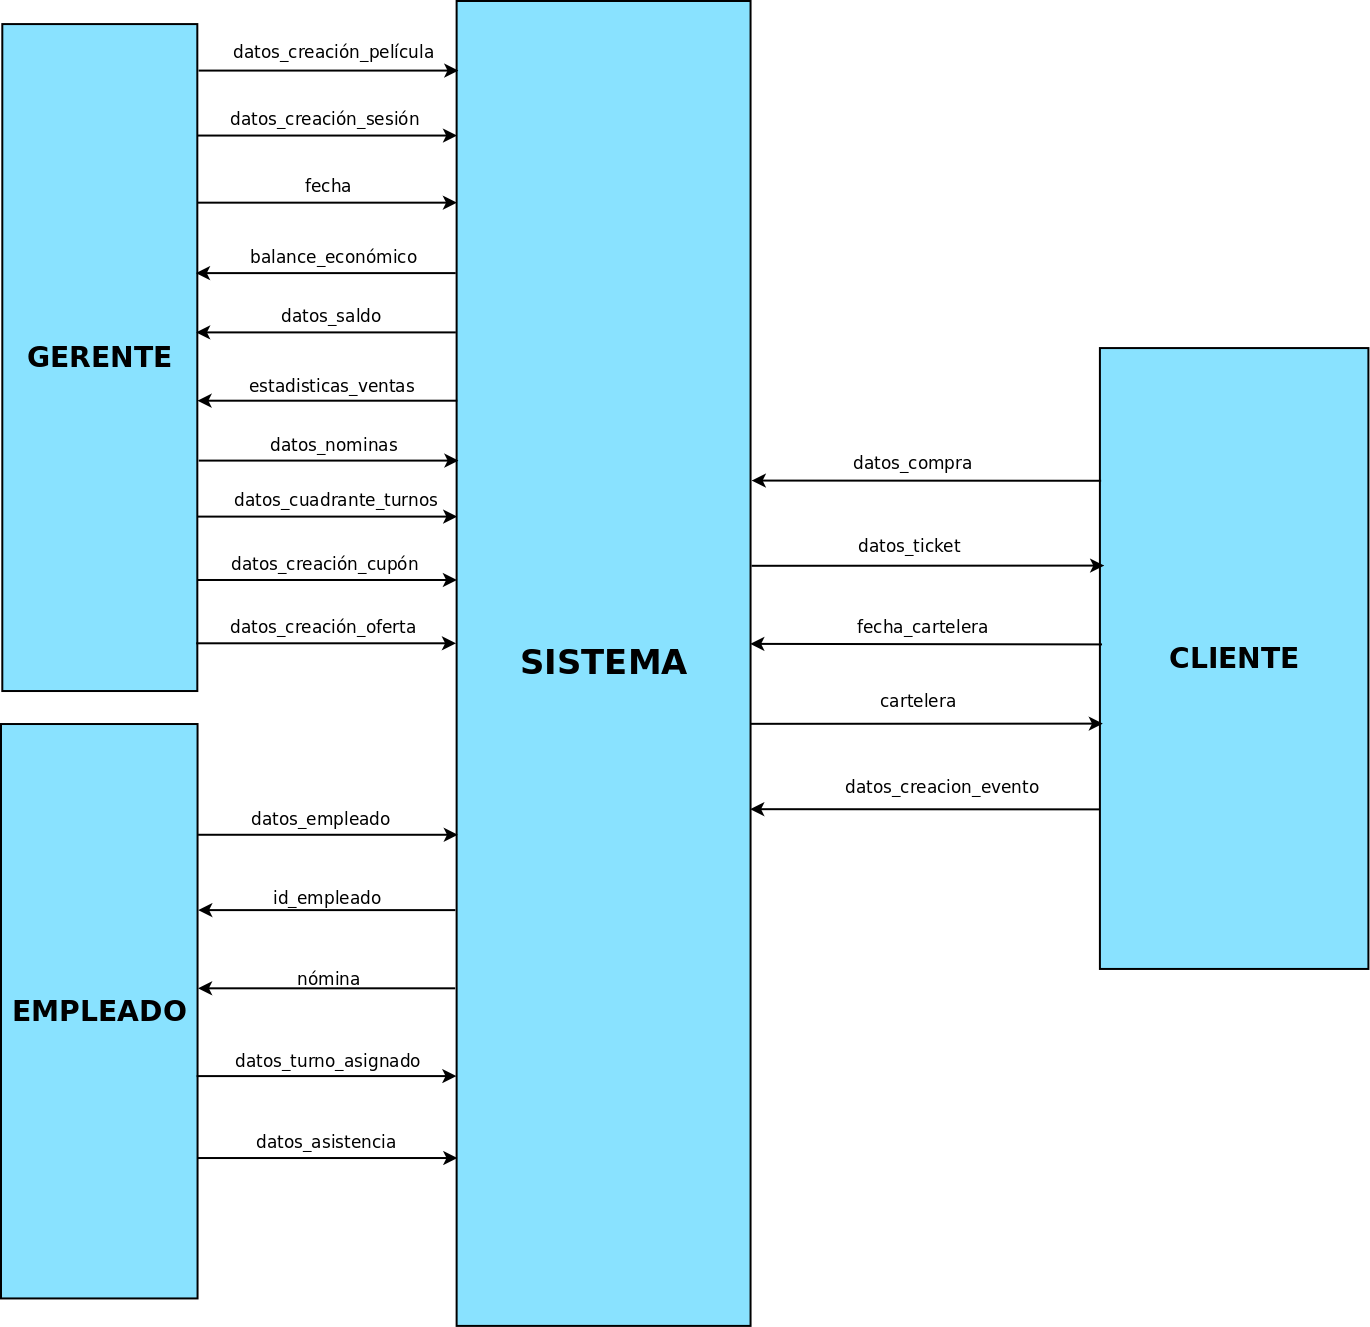 datos_creación_película
datos_creación_sesión
fecha
balance_económico
datos_saldo
GERENTE
estadisticas_ventas
datos_nominas
datos_cuadrante_turnos
datos_creación_cupón
datos_creación_oferta
SISTEMA
datos_compra
datos_ticket
fecha_cartelera
CLIENTE
cartelera
datos_creacion_evento
datos_empleado
id_empleado
nómina
EMPLEADO
datos_turno_asignado
datos_asistencia